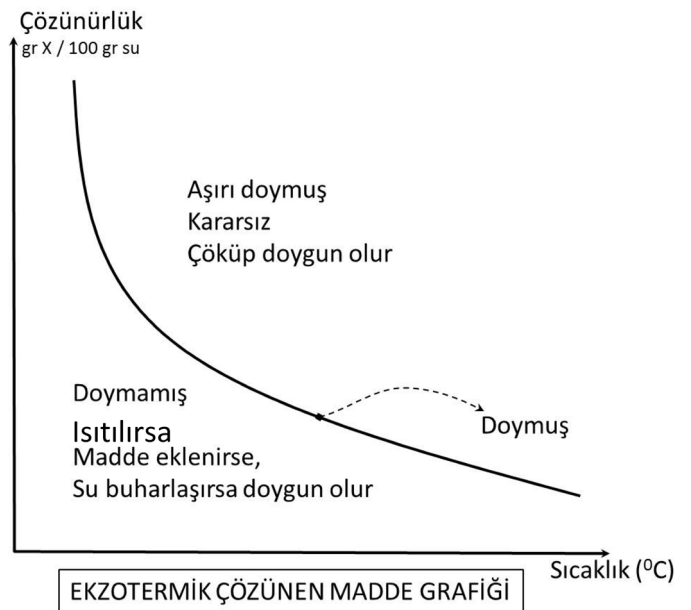 Çözünürlük
gr X / 100 gr su
Aşırı doymuş
Kararsız
Çöküp doygun olur
Doymamış
Isıtılırsa
Madde eklenirse,
Su buharlaşırsa doygun olur
Doymuş
Sıcaklık (⁰C)
EKZOTERMİK ÇÖZÜNEN MADDE GRAFİĞİ